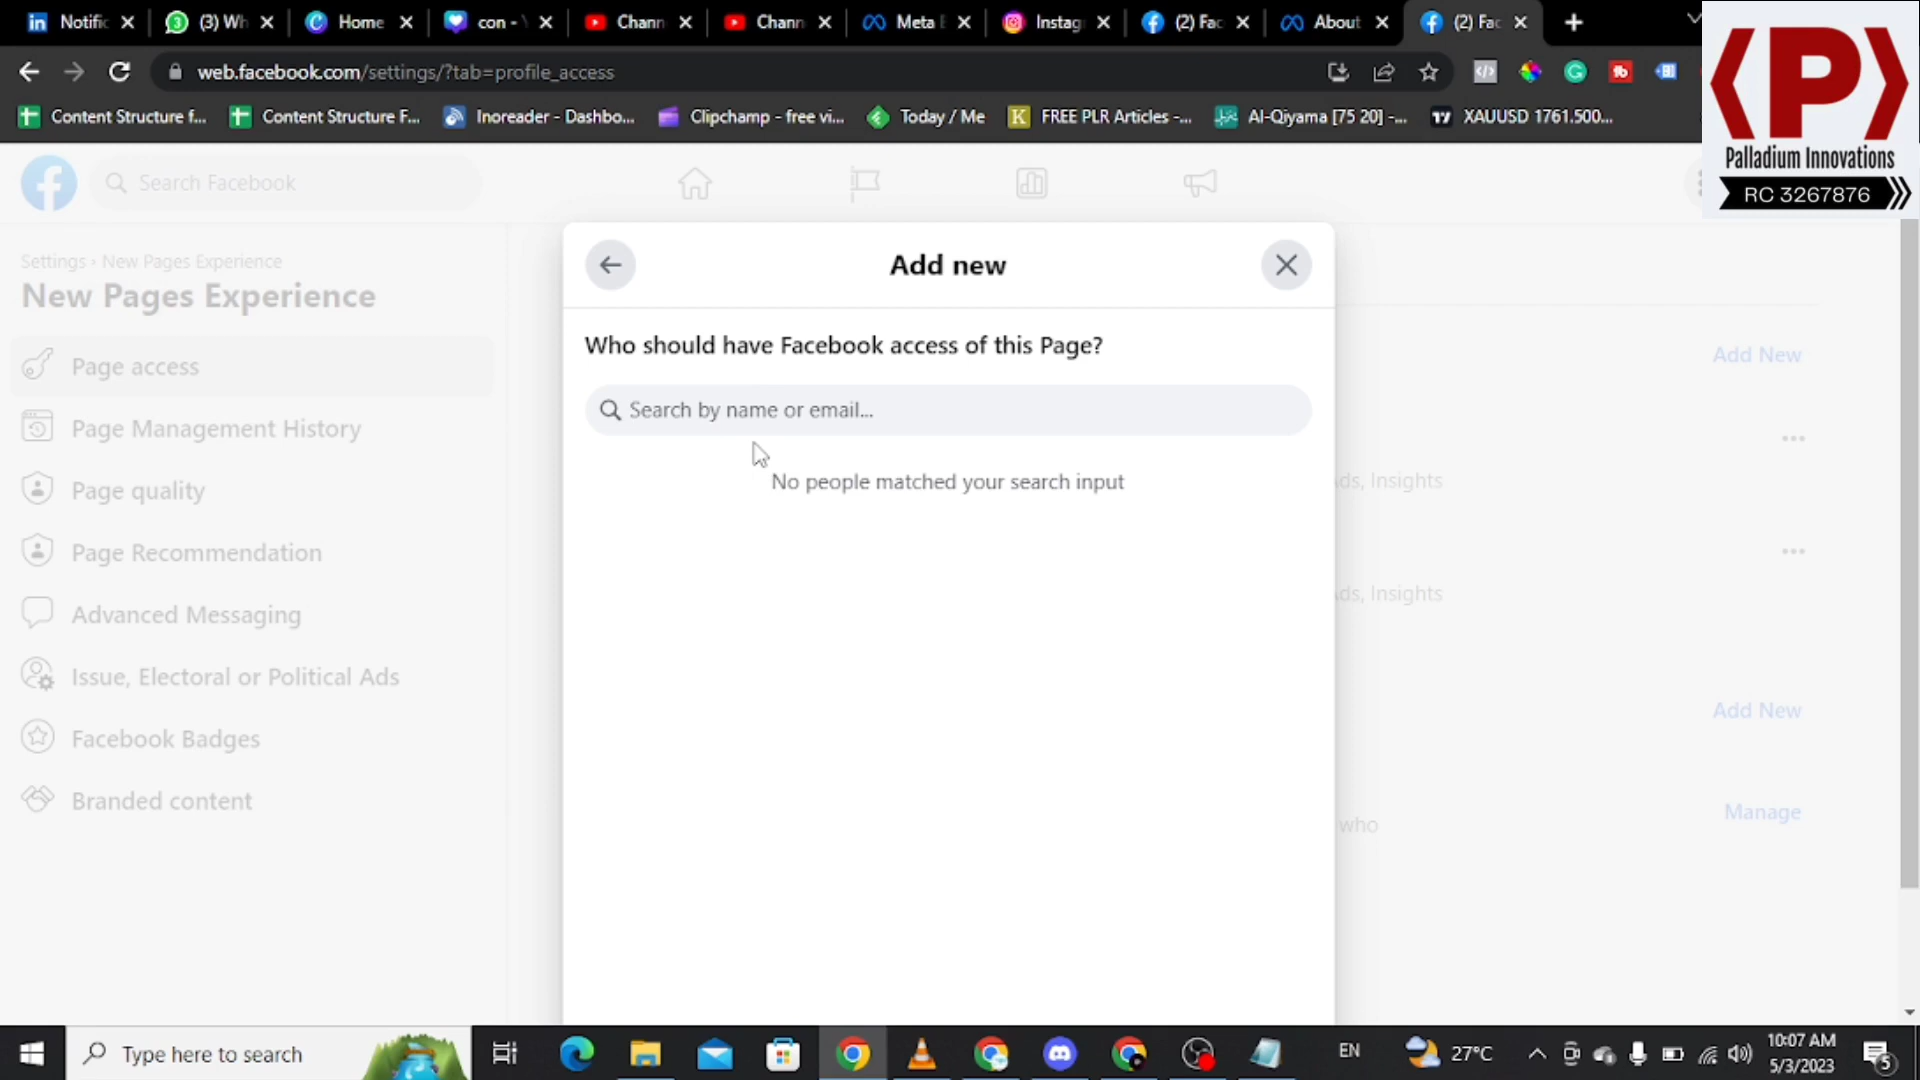 Notific
(3) Wh
Home
con - 
Chann
Chann
Meta
Instag
(2) Fac
About
(2) Fac
web.facebook.com/settings/?tab=profile_access
Content Structure f...
Content Structure F...
Inoreader - Dashbo...
Clipchamp - free vi...
Today / Me
FREE PLR Articles -...
Al-Qiyama [75 20] -...
XAUUSD 1761.500...
P
Palladium Innovations
RC 3267876
Search Facebook
Settings › New Pages Experience
New Pages Experience
Page access
Page Management History
Page quality
Page Recommendation
Advanced Messaging
Issue, Electoral or Political Ads
Facebook Badges
Branded content
Add new
Who should have Facebook access of this Page?
Search by name or email...
No people matched your search input
Add New
ds, Insights
ds, Insights
Add New
who
Manage
Type here to search
EN
27°C
10:07 AM
5/3/2023
5